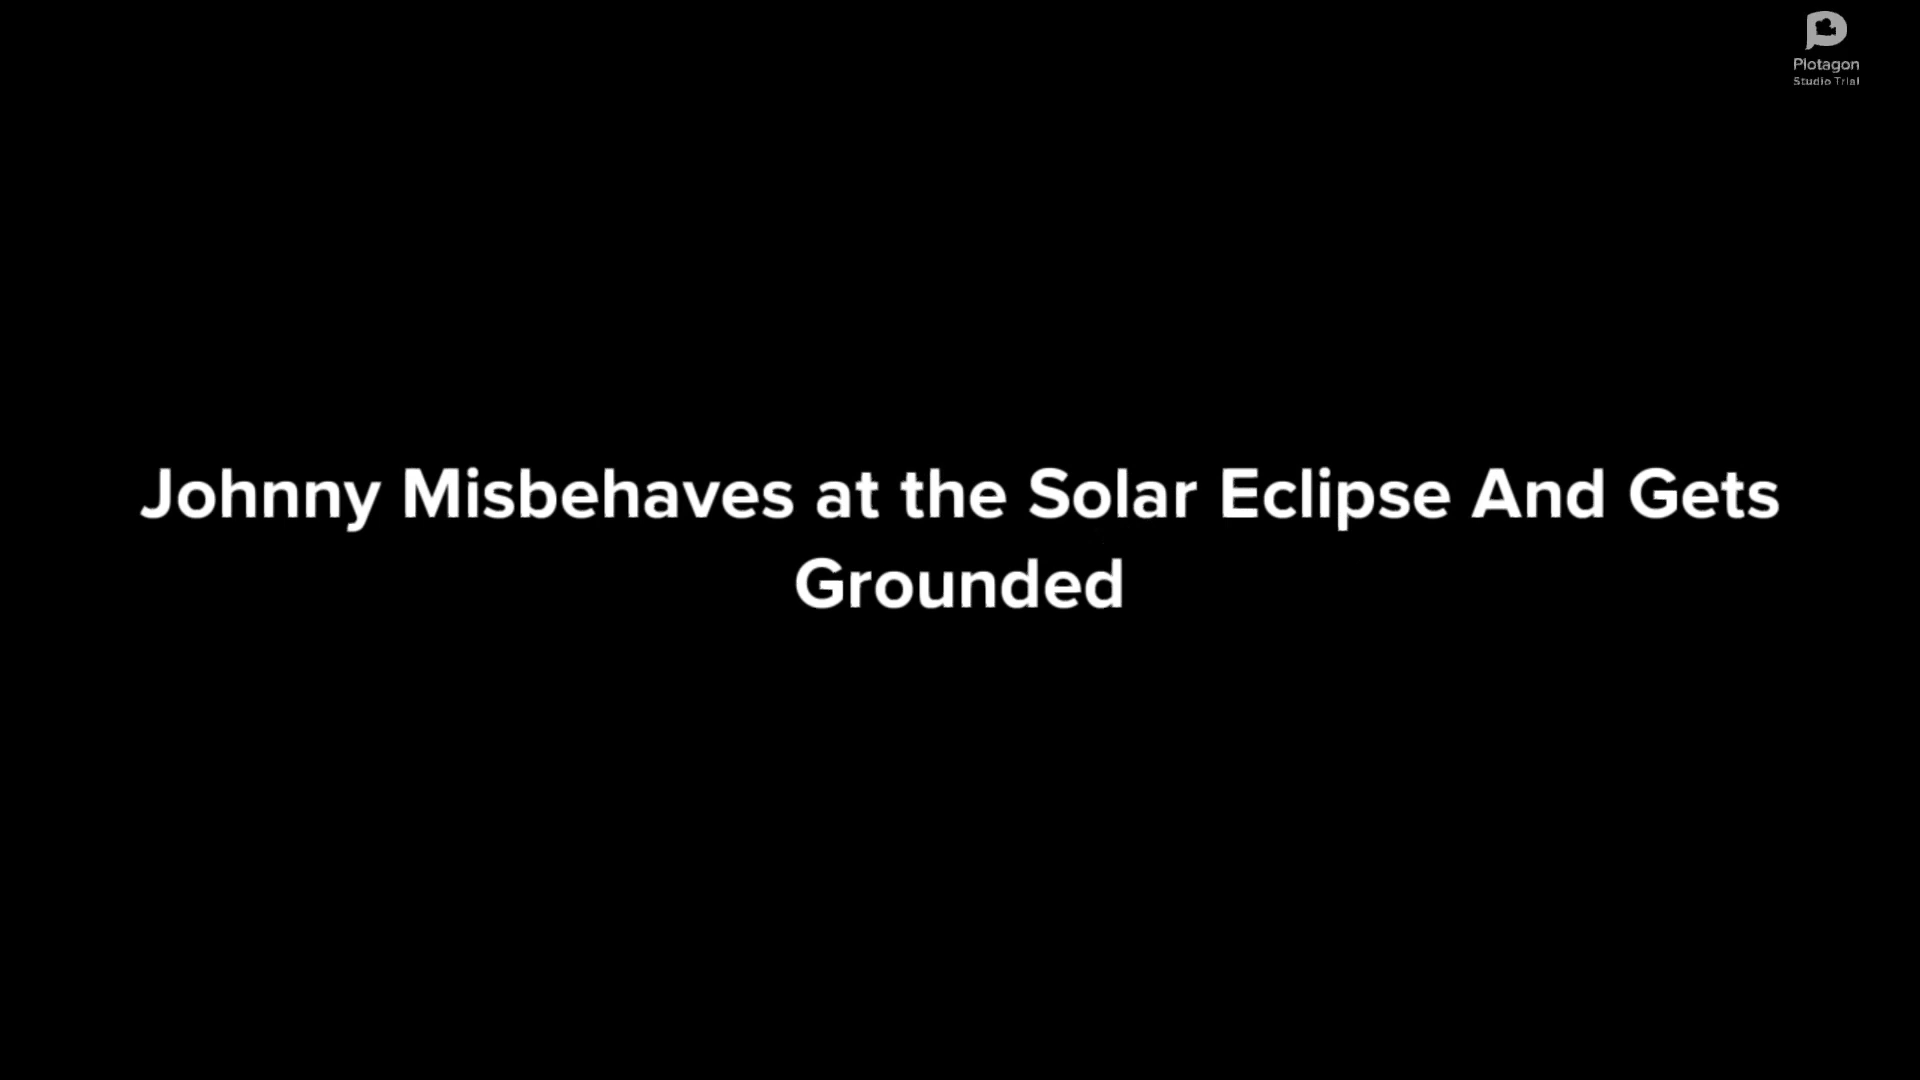 Plotagon
Studio Trial
Johnny Misbehaves at the Solar Eclipse And Gets
Grounded